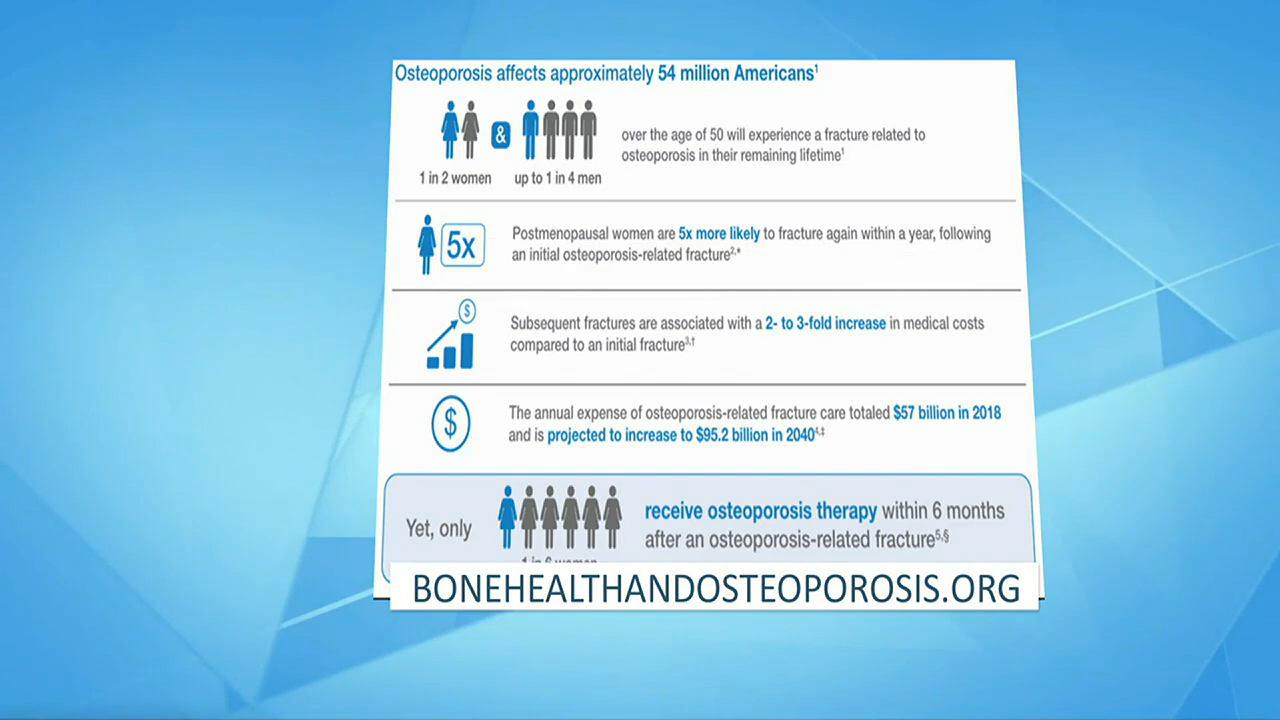 Osteoporosis affects approximately 54 million Americans¹
&
over the age of 50 will experience a fracture related to
osteoporosis in their remaining lifetime¹
1 in 2 women up to 1 in 4 men
5x
Postmenopausal women are 5x more likely to fracture again within a year, following
an initial osteoporosis-related fracture²,*
$
Subsequent fractures are associated with a 2- to 3-fold increase in medical costs
compared to an initial fracture³,†
$
The annual expense of osteoporosis-related fracture care totaled $57 billion in 2018
and is projected to increase to $95.2 billion in 2040⁴,‡
Yet, only
receive osteoporosis therapy within 6 months
after an osteoporosis-related fracture⁵,§
1 in 6 women
BONEHEALTHANDOSTEOPOROSIS.ORG